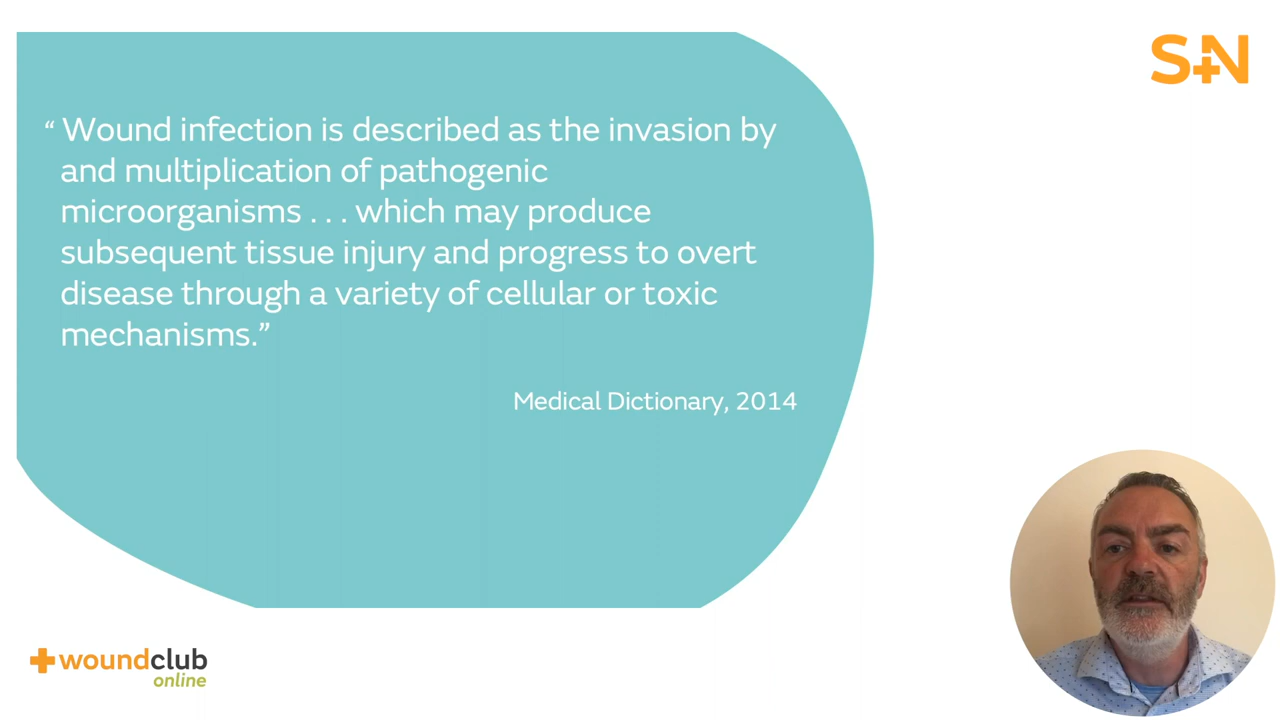 S+N
“ Wound infection is described as the invasion by
and multiplication of pathogenic
microorganisms . . . which may produce
subsequent tissue injury and progress to overt
disease through a variety of cellular or toxic
mechanisms.”
Medical Dictionary, 2014
woundclub
online